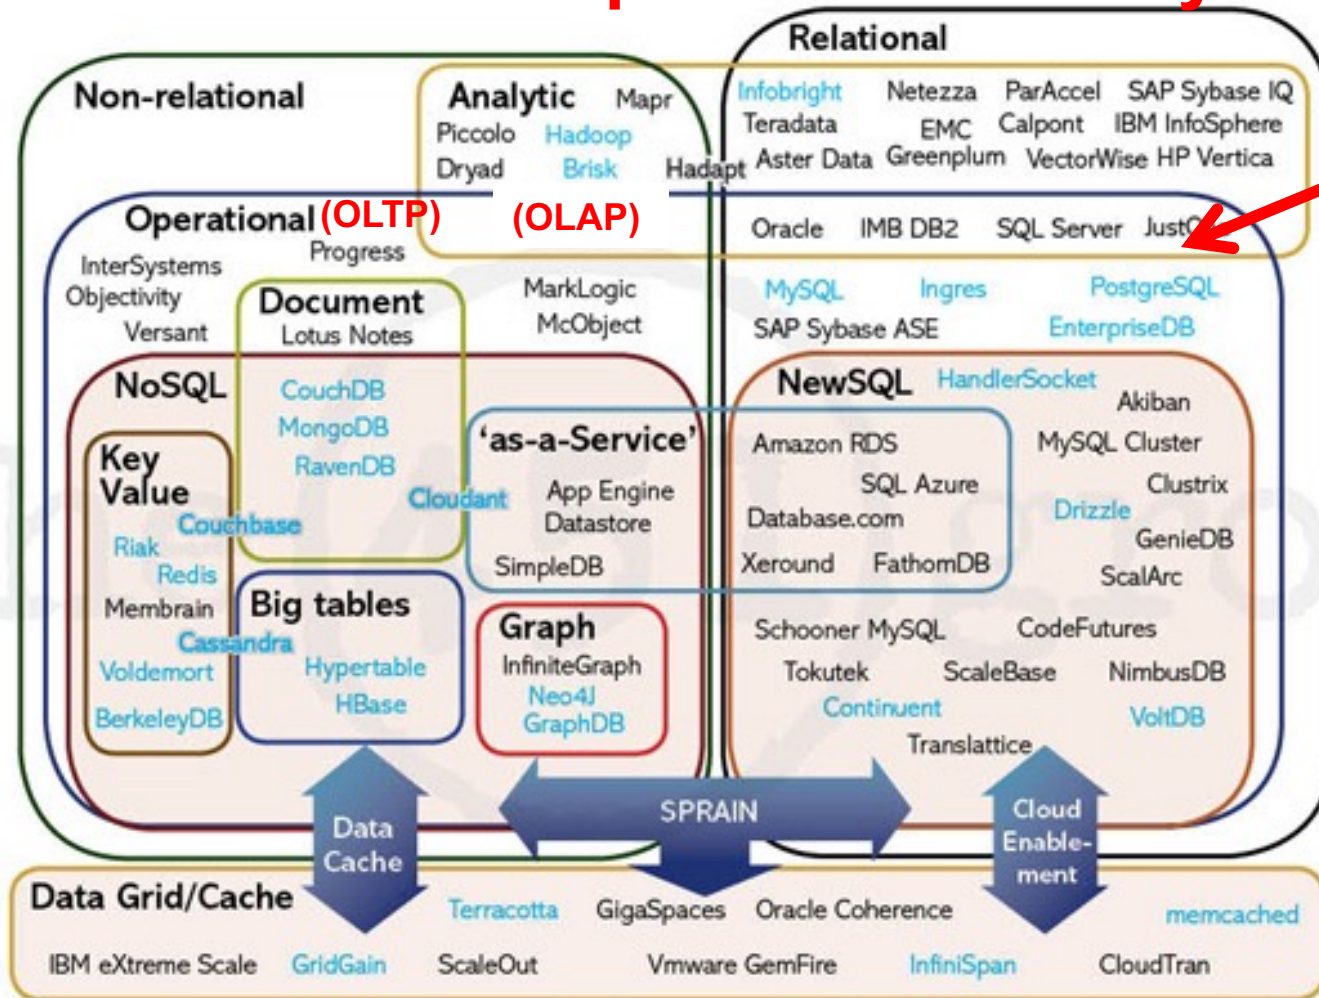 Relational
Non-relational
Analytic Mapr
Piccolo Hadoop
Dryad Brisk Hadapt
Infobright Netezza ParAccel SAP Sybase IQ
Teradata EMC Calpont IBM InfoSphere
Aster Data Greenplum VectorWise HP Vertica
Operational (OLTP) (OLAP)
Oracle IMB DB2 SQL Server
Progress
InterSystems
Objectivity
Versant
Document
Lotus Notes
MarkLogic
McObject
MySQL Ingres PostgreSQL
SAP Sybase ASE EnterpriseDB
NoSQL
CouchDB
MongoDB
RavenDB
Cloudant
Key
Value
Couchbase
Riak
Redis
Membrain
Cassandra
Voldemort
BerkeleyDB
Big tables
Hypertable
HBase
'as-a-Service'
App Engine
Datastore
SimpleDB
Graph
InfiniteGraph
Neo4J
GraphDB
NewSQL HandlerSocket
Akiban
Amazon RDS MySQL Cluster
SQL Azure Clustrix
Database.com Drizzle
GenieDB
Xeround FathomDB ScalArc
Schooner MySQL CodeFutures
Tokutek ScaleBase NimbusDB
Continuent VoltDB
Translattice
Data
Cache
SPRAIN
Cloud
Enable-
ment
Data Grid/Cache
Terracotta GigaSpaces Oracle Coherence memcached
IBM eXtreme Scale GridGain ScaleOut Vmware GemFire InfiniSpan CloudTran